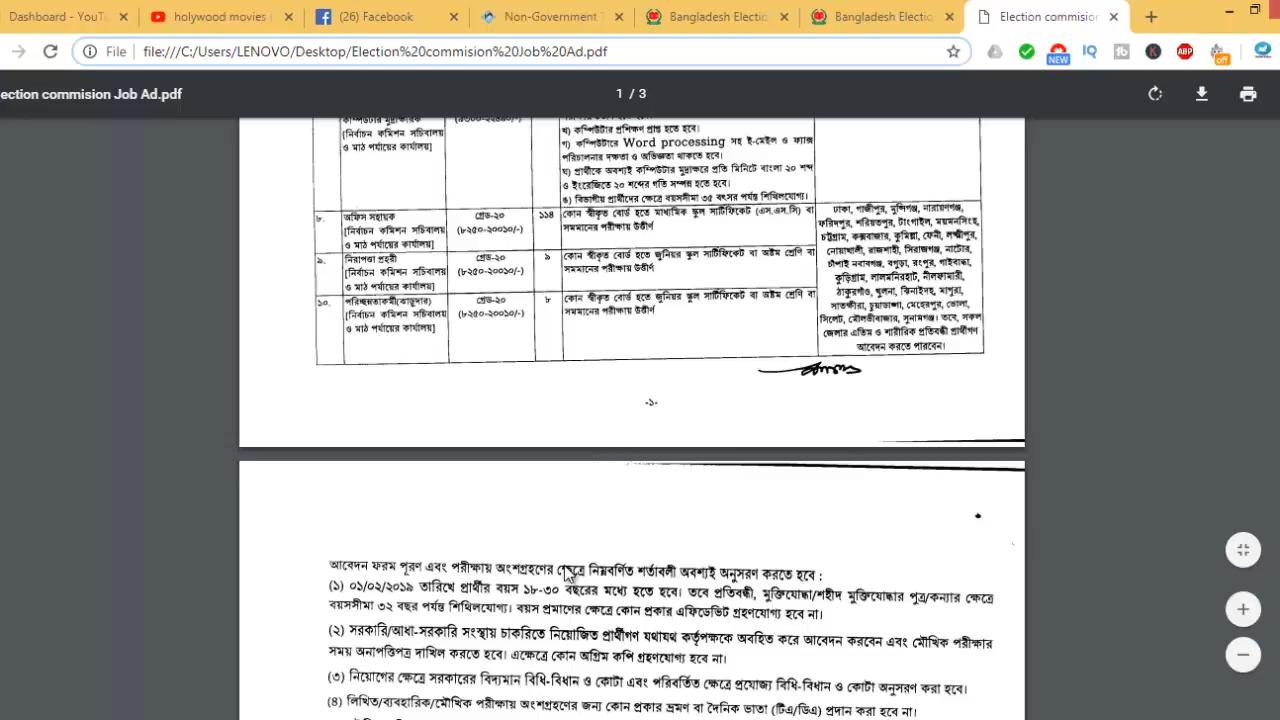 Dashboard - YouTu
holywood movies
(26) Facebook
Non-Government T
Bangladesh Electio
Bangladesh Electio
Election commision
File
file:///C:/Users/LENOVO/Desktop/Election%20commision%20Job%20Ad.pdf
NEW
IQ
tb
K
ABP
off
ection commision Job Ad.pdf
1 / 3
কম্পিউটার মুদ্রাক্ষরিক
[নির্বাচন কমিশন সচিবালয়
ও মাঠ পর্যায়ের কার্যালয়]
(৯৩০০-২২৪৯০/-)
খ) কম্পিউটার প্রশিক্ষণ প্রাপ্ত হতে হবে।
গ) কম্পিউটারে Word processing সহ ই-মেইল ও ফ্যাক্স
পরিচালনার দক্ষতা ও অভিজ্ঞতা থাকতে হবে।
ঘ) প্রার্থীকে অবশ্যই কম্পিউটার মুদ্রাক্ষরে প্রতি মিনিটে বাংলা ২০ শব্দ
ও ইংরেজিতে ২০ শব্দের গতি সম্পন্ন হতে হবে।
ঙ) বিভাগীয় প্রার্থীদের ক্ষেত্রে বয়সসীমা ৩৫ বৎসর পর্যন্ত শিথিলযোগ্য।
৮.
অফিস সহায়ক
[নির্বাচন কমিশন সচিবালয়
ও মাঠ পর্যায়ের কার্যালয়]
গ্রেড-২০
(৮২৫০-২০০১০/-)
১১৪
কোন স্বীকৃত বোর্ড হতে মাধ্যমিক স্কুল সার্টিফিকেট (এস.এস.সি) বা
সমমানের পরীক্ষায় উত্তীর্ণ
৯.
নিরাপত্তা প্রহরী
[নির্বাচন কমিশন সচিবালয়
ও মাঠ পর্যায়ের কার্যালয়]
গ্রেড-২০
(৮২৫০-২০০১০/-)
৯
কোন স্বীকৃত বোর্ড হতে জুনিয়র স্কুল সার্টিফিকেট বা অষ্টম শ্রেণি বা
সমমানের পরীক্ষায় উত্তীর্ণ
১০.
পরিচ্ছন্নতাকর্মী(ঝাড়ুদার)
[নির্বাচন কমিশন সচিবালয়
ও মাঠ পর্যায়ের কার্যালয়]
গ্রেড-২০
(৮২৫০-২০০১০/-)
৮
কোন স্বীকৃত বোর্ড হতে জুনিয়র স্কুল সার্টিফিকেট বা অষ্টম শ্রেণি বা
সমমানের পরীক্ষায় উত্তীর্ণ
ঢাকা, গাজীপুর, মুন্সিগঞ্জ, নারায়ণগঞ্জ,
ফরিদপুর, শরিয়তপুর, টাংগাইল, ময়মনসিংহ,
চট্টগ্রাম, কক্সবাজার, কুমিল্লা, ফেনী, লক্ষ্মীপুর,
নোয়াখালী, রাজশাহী, সিরাজগঞ্জ, নাটোর,
চাঁপাই নবাবগঞ্জ, বগুড়া, রংপুর, গাইবান্ধা,
কুড়িগ্রাম, লালমনিরহাট, নীলফামারী,
ঠাকুরগাঁও, খুলনা, ঝিনাইদহ, মাগুরা,
সাতক্ষীরা, চুয়াডাঙ্গা, মেহেরপুর, ভোলা,
সিলেট, মৌলভীবাজার, সুনামগঞ্জ। তবে, সকল
জেলার এতিম ও শারীরিক প্রতিবন্ধী প্রার্থীগণ
আবেদন করতে পারবেন।
-১-
আবেদন ফরম পূরণ এবং পরীক্ষায় অংশগ্রহণের ক্ষেত্রে নিম্নবর্ণিত শর্তাবলী অবশ্যই অনুসরণ করতে হবে :
(১) ০১/০২/২০১৯ তারিখে প্রার্থীর বয়স ১৮-৩০ বছরের মধ্যে হতে হবে। তবে প্রতিবন্ধী, মুক্তিযোদ্ধা/শহীদ মুক্তিযোদ্ধার পুত্র/কন্যার ক্ষেত্রে
বয়সসীমা ৩২ বছর পর্যন্ত শিথিলযোগ্য। বয়স প্রমাণের ক্ষেত্রে কোন প্রকার এফিডেভিট গ্রহণযোগ্য হবে না।
(২) সরকারি/আধা-সরকারি সংস্থায় চাকরিতে নিয়োজিত প্রার্থীগণ যথাযথ কর্তৃপক্ষকে অবহিত করে আবেদন করবেন এবং মৌখিক পরীক্ষার
সময় অনাপত্তিপত্র দাখিল করতে হবে। এক্ষেত্রে কোন অগ্রিম কপি গ্রহণযোগ্য হবে না।
(৩) নিয়োগের ক্ষেত্রে সরকারের বিদ্যমান বিধি-বিধান ও কোটা এবং পরিবর্তিত ক্ষেত্রে প্রযোজ্য বিধি-বিধান ও কোটা অনুসরণ করা হবে।
(৪) লিখিত/ব্যবহারিক/মৌখিক পরীক্ষায় অংশগ্রহণের জন্য কোন প্রকার ভ্রমণ বা দৈনিক ভাতা (টিএ/ডিএ) প্রদান করা হবে না।